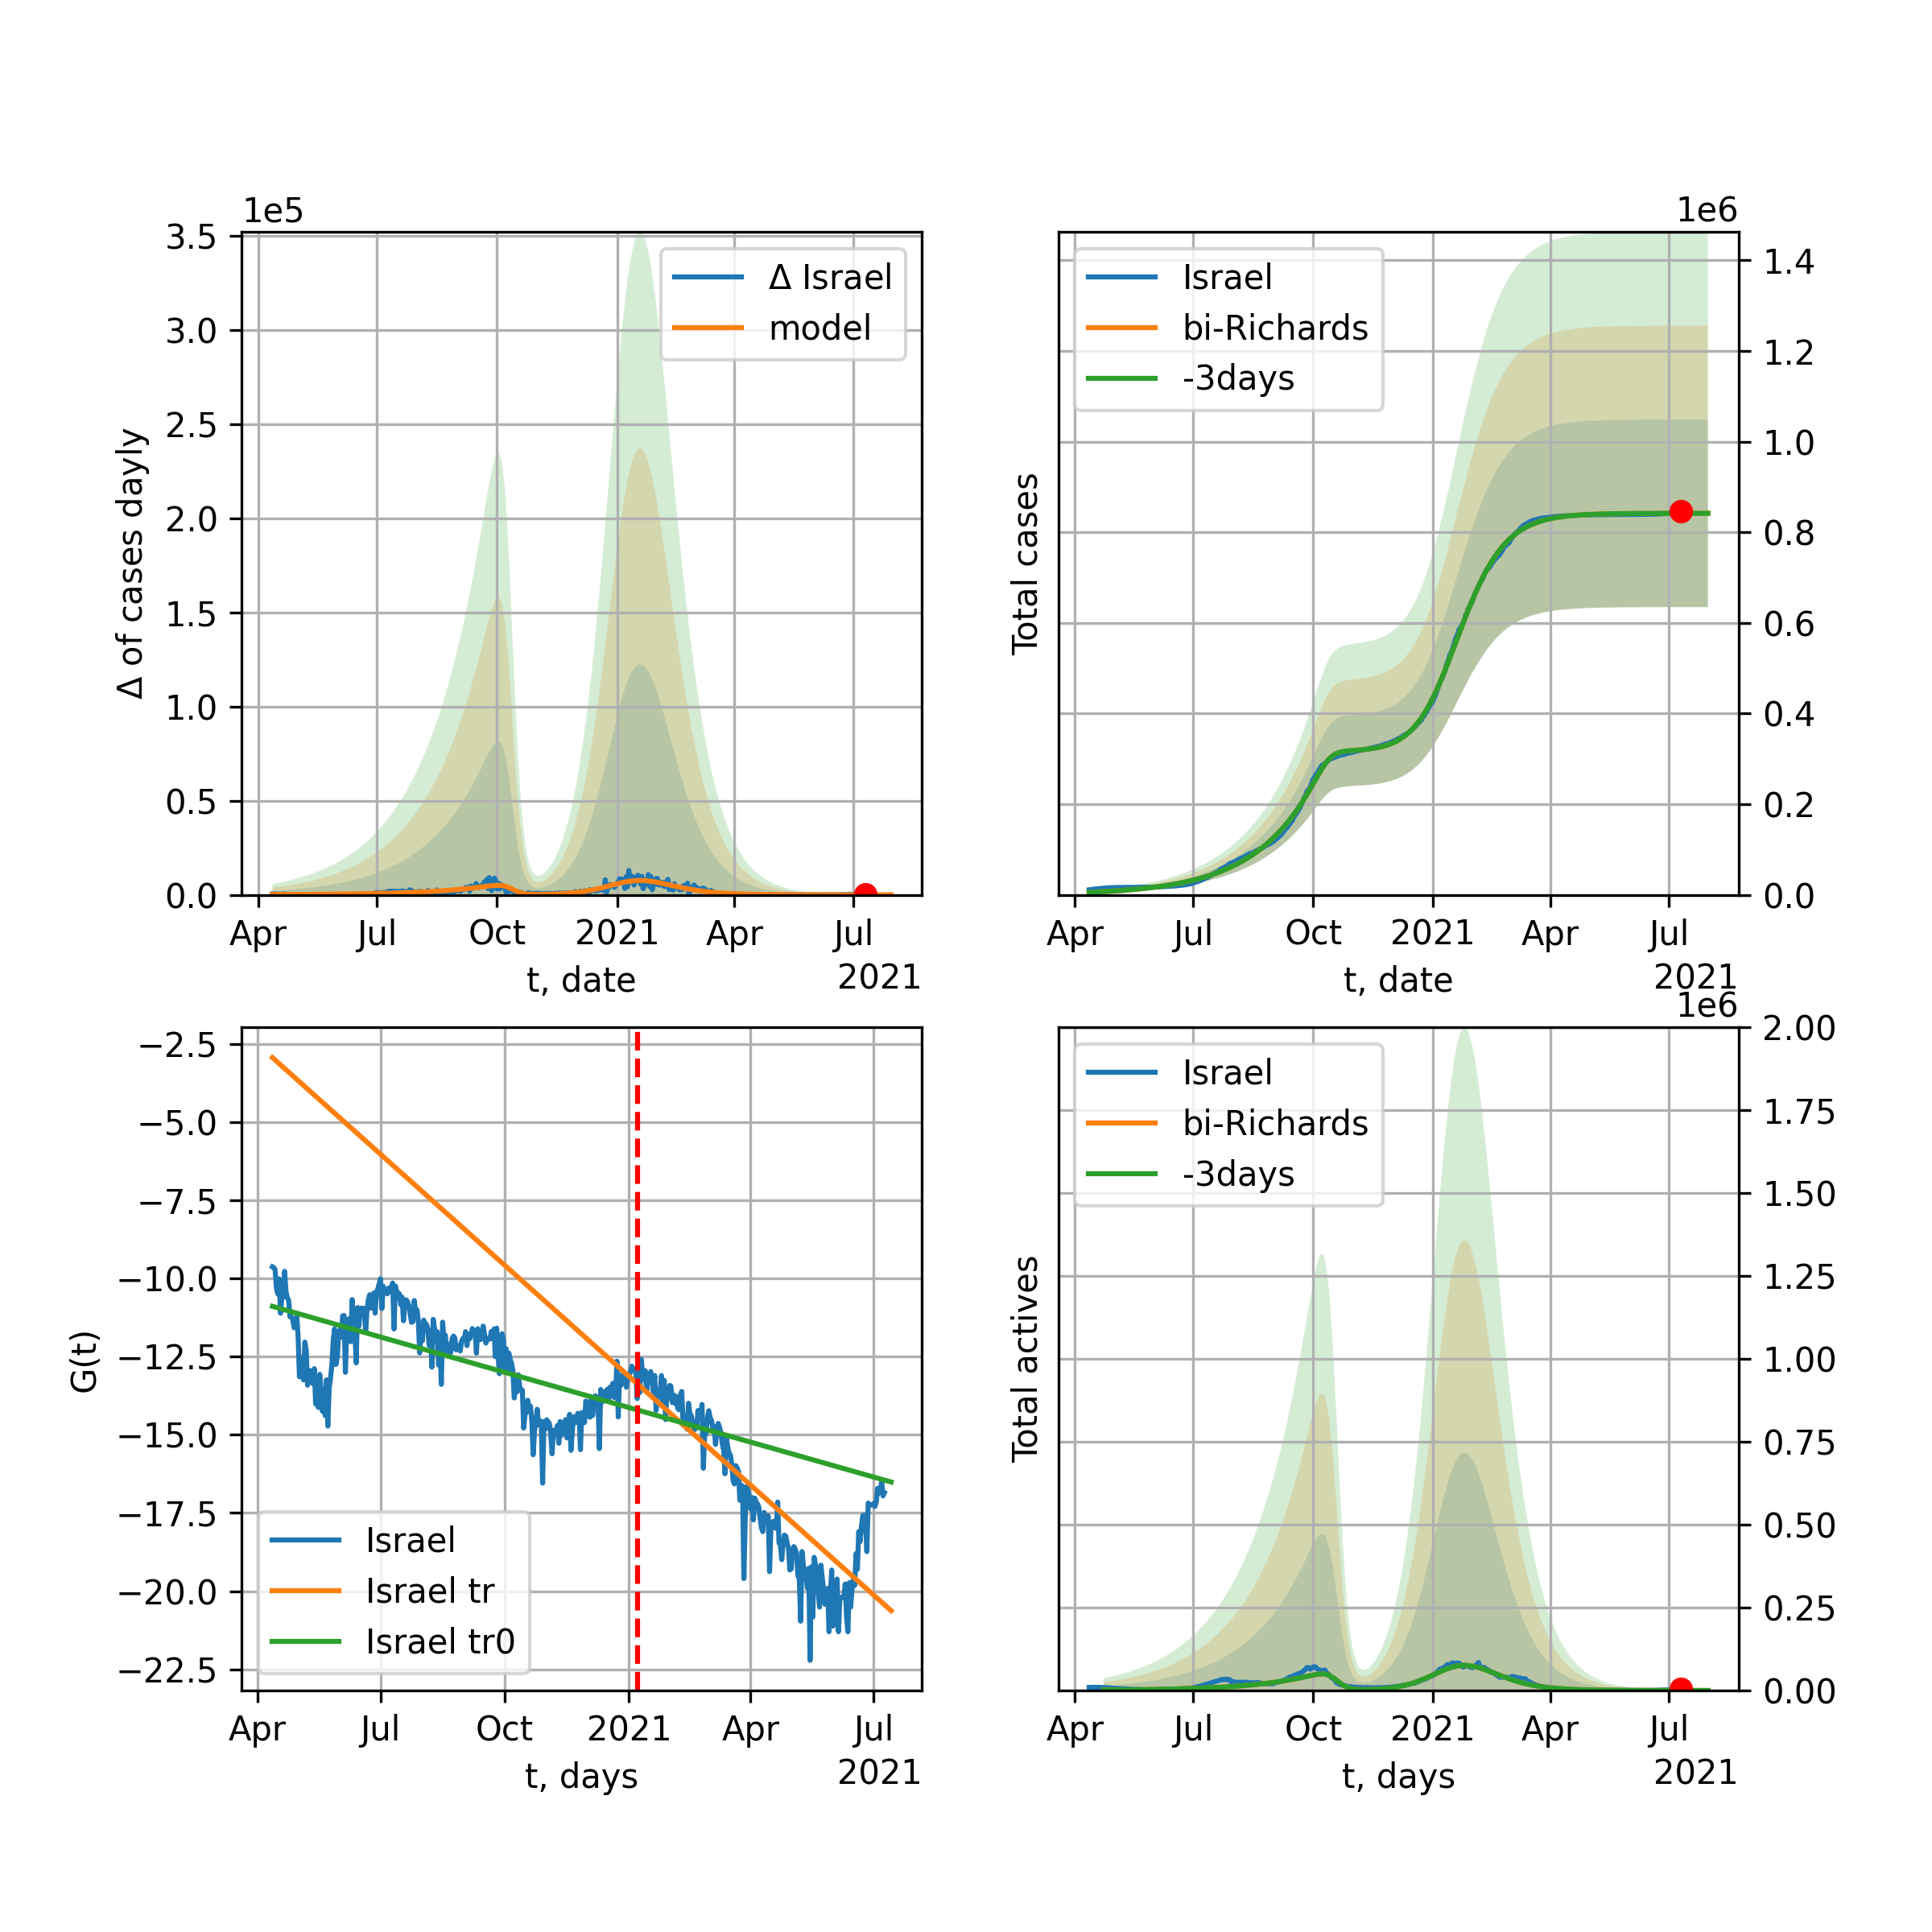 1e5
3.5
3.0
2.5
2.0
1.5
1.0
0.5
0.0
Δ of cases dayly
Δ Israel
model
Apr Jul Oct 2021 Apr Jul
t, date
2021
1e6
1.4
1.2
1.0
0.8
0.6
0.4
0.2
0.0
Total cases
Israel
bi-Richards
-3days
Apr Jul Oct 2021 Apr Jul
t, date
2021
−2.5
−5.0
−7.5
−10.0
−12.5
−15.0
−17.5
−20.0
−22.5
G(t)
Israel
Israel tr
Israel tr0
Apr Jul Oct 2021 Apr Jul
t, days
2021
1e6
2.00
1.75
1.50
1.25
1.00
0.75
0.50
0.25
0.00
Total actives
Israel
bi-Richards
-3days
Apr Jul Oct 2021 Apr Jul
t, days
2021